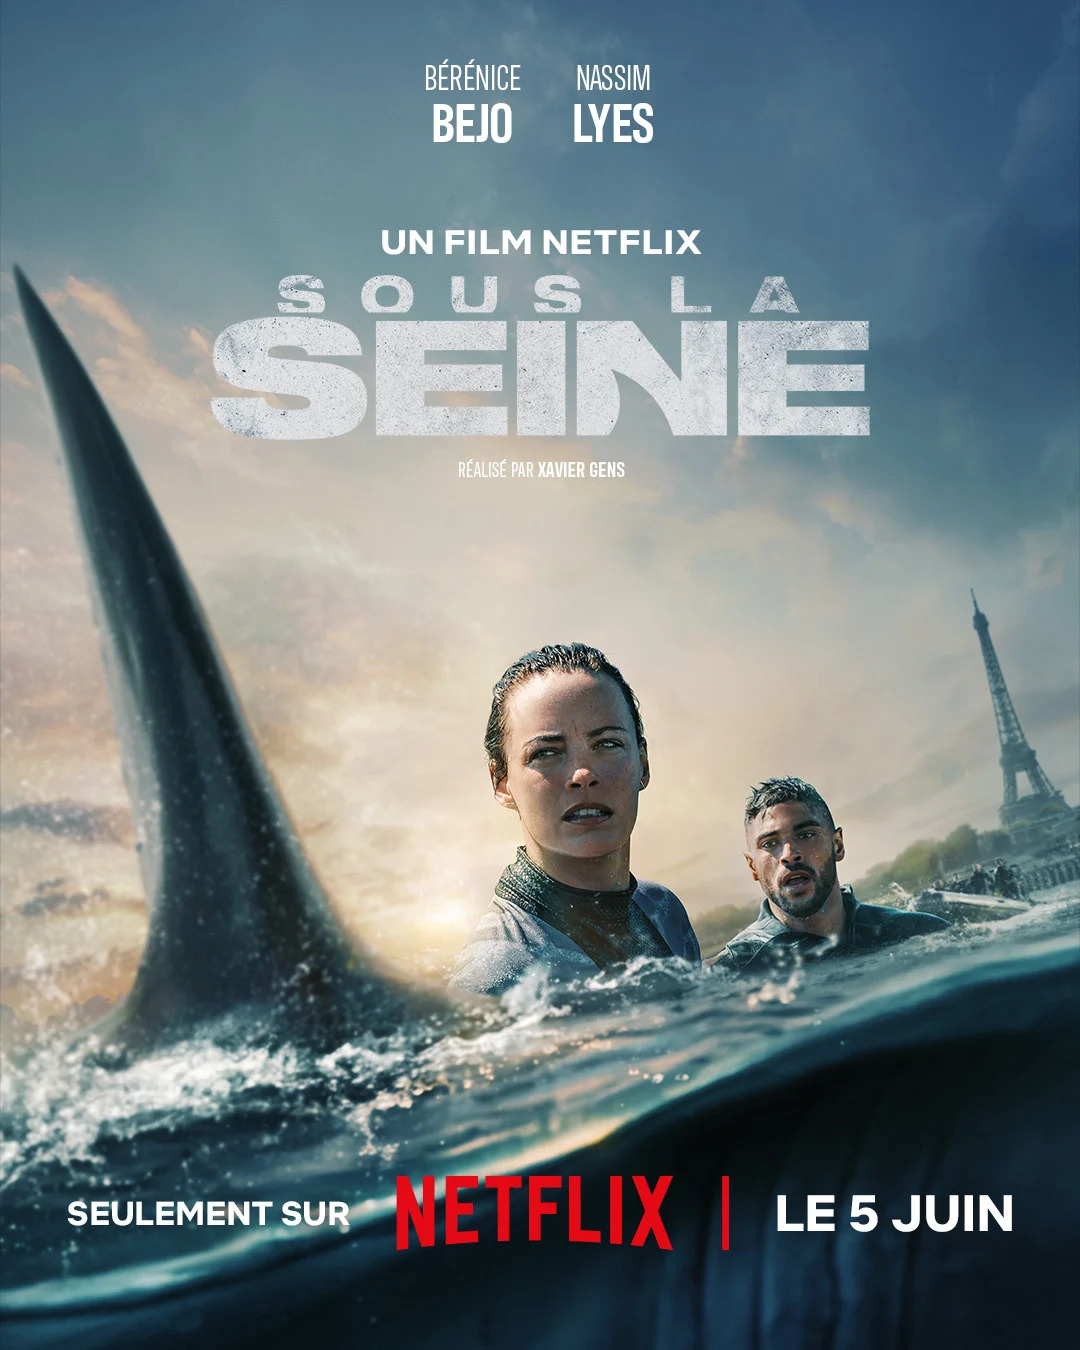 BÉRÉNICE NASSIM
BEJO LYES
UN FILM NETFLIX
SOUS LA
SEINE
RÉALISÉ PAR XAVIER GENS
SEULEMENT SUR NETFLIX | LE 5 JUIN